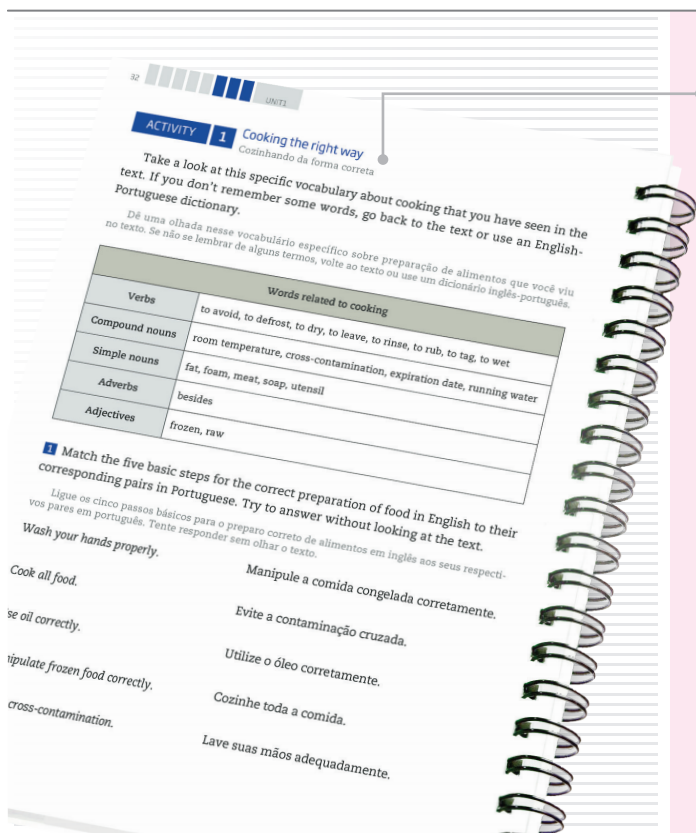 32
UNIT1
ACTIVITY 1 Cooking the right way
Cozinhando da forma correta
Take a look at this specific vocabulary about cooking that you have seen in the
text. If you don't remember some words, go back to the text or use an English-
Portuguese dictionary.
Dê uma olhada nesse vocabulário específico sobre preparação de alimentos que você viu
no texto. Se não se lembrar de alguns termos, volte ao texto ou use um dicionário inglês-português.
Words related to cooking
Verbs to avoid, to defrost, to dry, to leave, to rinse, to rub, to tag, to wet
Compound nouns room temperature, cross-contamination, expiration date, running water
Simple nouns fat, foam, meat, soap, utensil
Adverbs besides
Adjectives frozen, raw
1 Match the five basic steps for the correct preparation of food in English to their
corresponding pairs in Portuguese. Try to answer without looking at the text.
Ligue os cinco passos básicos para o preparo correto de alimentos em inglês aos seus respecti-
vos pares em português. Tente responder sem olhar o texto.
Wash your hands properly.
Cook all food.
se oil correctly.
nipulate frozen food correctly.
cross-contamination.
Manipule a comida congelada corretamente.
Evite a contaminação cruzada.
Utilize o óleo corretamente.
Cozinhe toda a comida.
Lave suas mãos adequadamente.